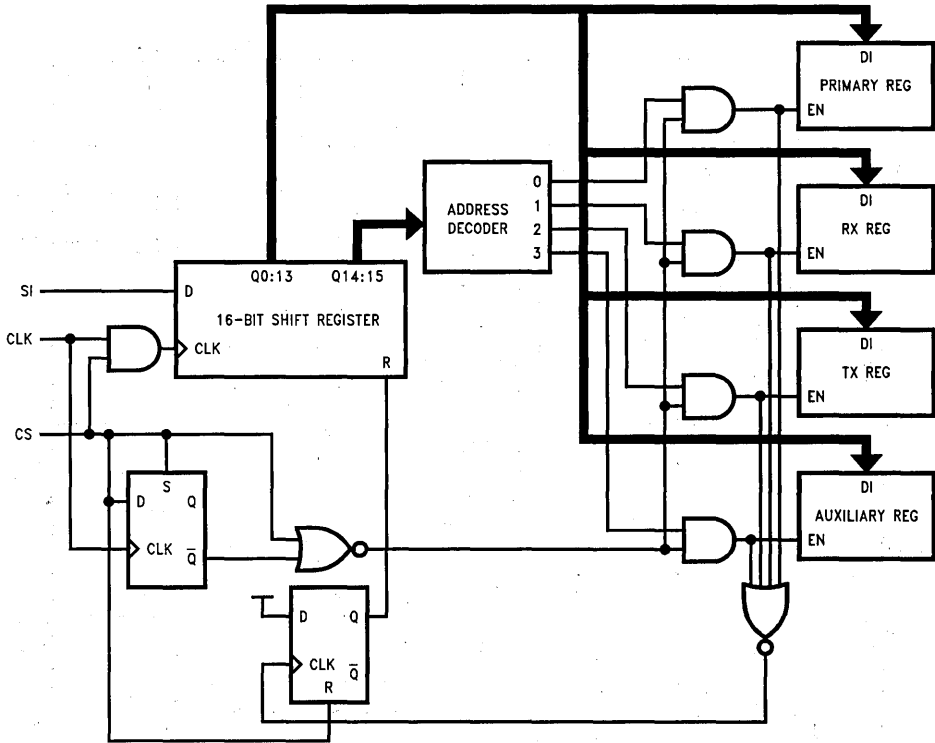 DI
PRIMARY REG
EN
0
ADDRESS
DECODER
1
2
3
DI
RX REG
EN
Q0:13
Q14:15
SI
D
16-BIT SHIFT REGISTER
CLK
CLK
R
DI
TX REG
EN
CS
S
D
Q
CLK
Q̅
DI
AUXILIARY REG
EN
D
Q
CLK
Q̅
R